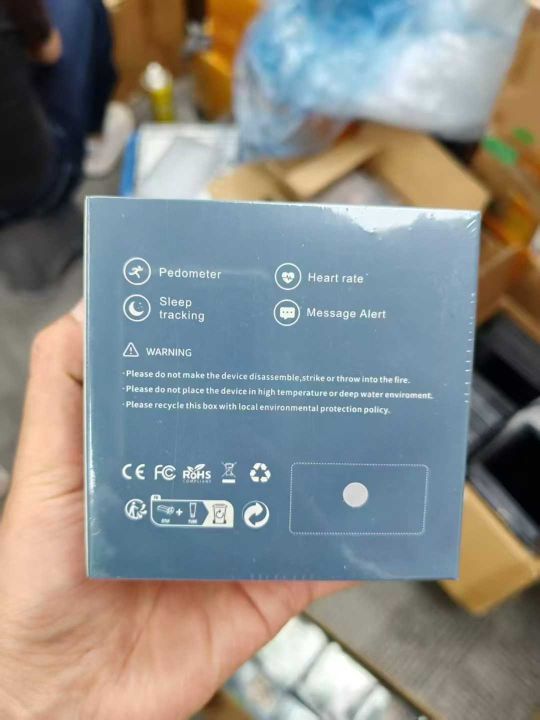 Pedometer
Heart rate
Sleep
tracking
Message Alert
WARNING
·Please do not make the device disassemble,strike or throw into the fire.
·Please do not place the device in high temperature or deep water enviroment.
·Please recycle this box with local environmental protection policy.
CE FC RoHS
COMPLIANT
FR
+